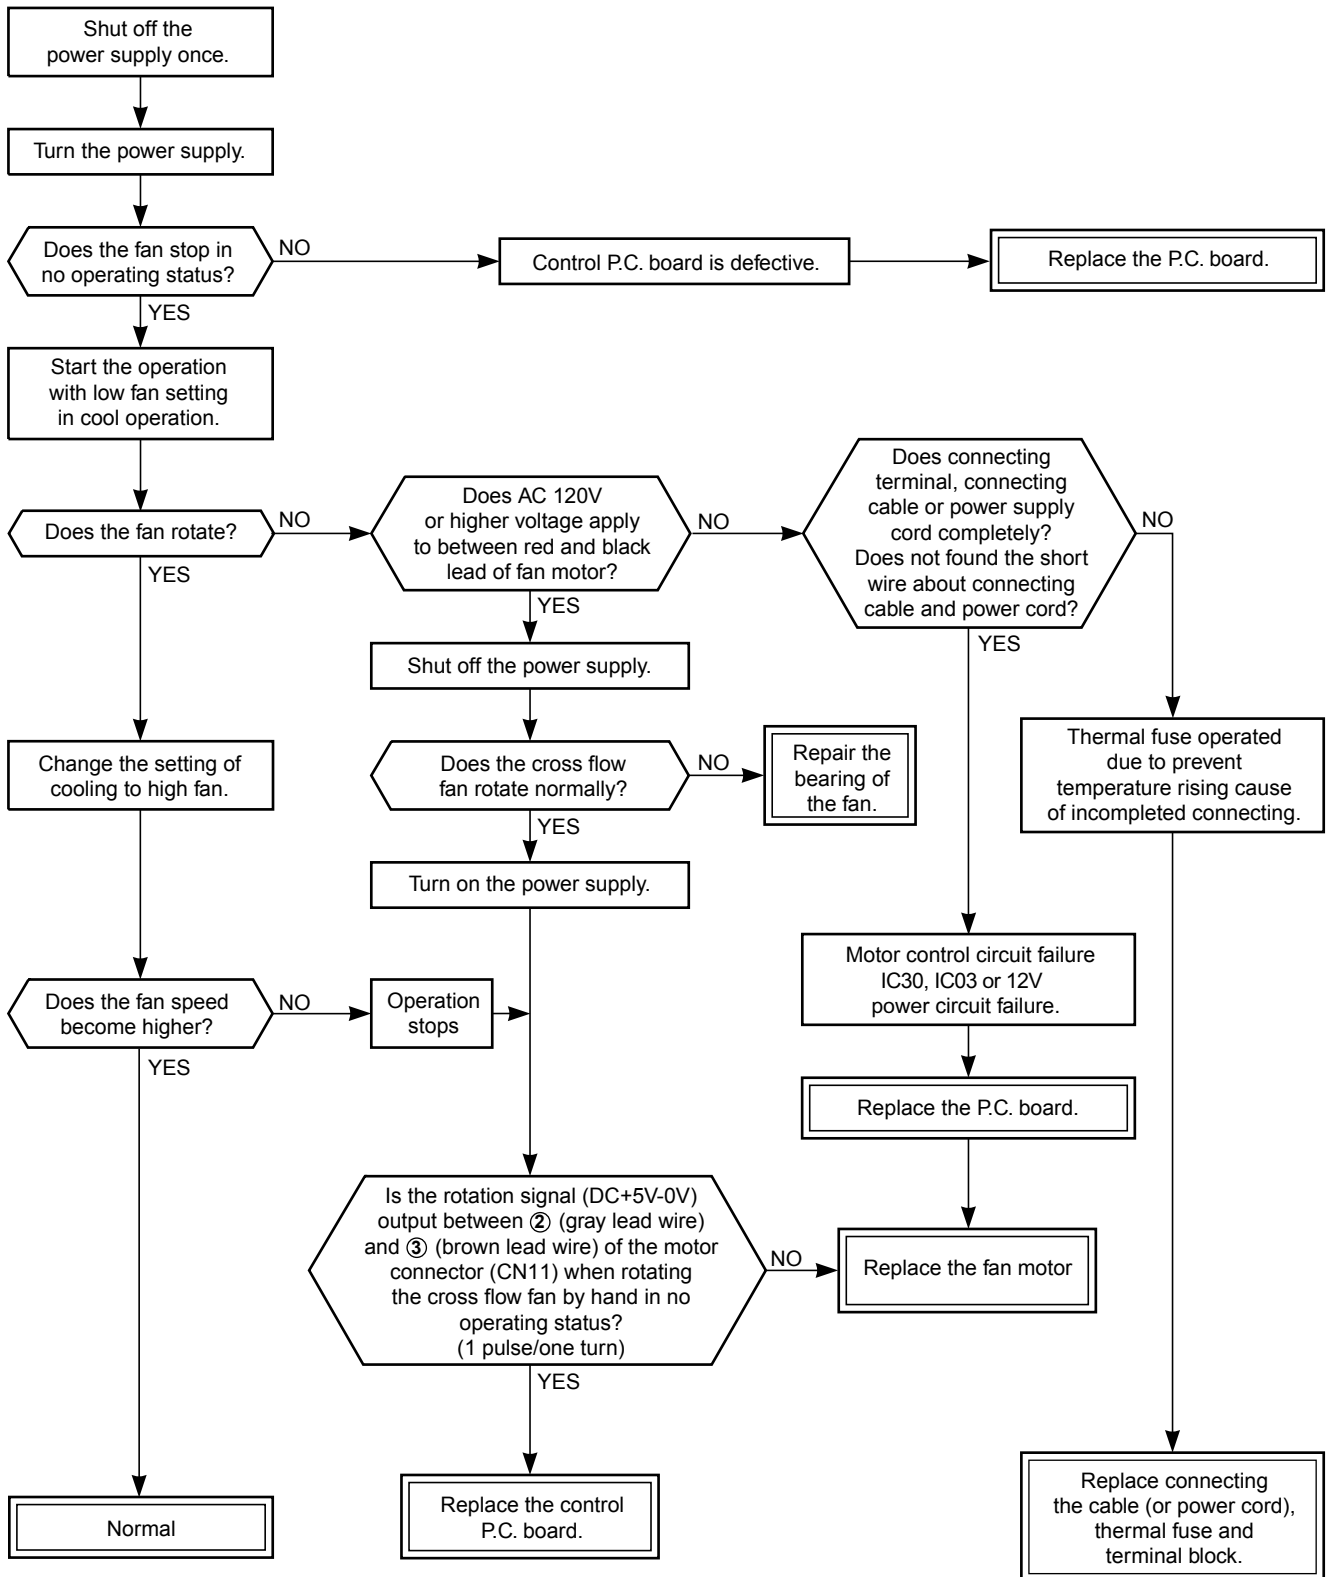 Shut off the
power supply once.
Turn the power supply.
Does the fan stop in
no operating status?
NO
Control P.C. board is defective.
Replace the P.C. board.
YES
Start the operation
with low fan setting
in cool operation.
Does the fan rotate?
NO
Does AC 120V
or higher voltage apply
to between red and black
lead of fan motor?
NO
Does connecting
terminal, connecting
cable or power supply
cord completely?
Does not found the short
wire about connecting
cable and power cord?
NO
YES
YES
YES
Shut off the power supply.
Change the setting of
cooling to high fan.
Does the cross flow
fan rotate normally?
NO
Repair the
bearing of
the fan.
Thermal fuse operated
due to prevent
temperature rising cause
of incompleted connecting.
YES
Turn on the power supply.
Does the fan speed
become higher?
NO
Operation
stops
Motor control circuit failure
IC30, IC03 or 12V
power circuit failure.
YES
Replace the P.C. board.
Is the rotation signal (DC+5V-0V)
output between ② (gray lead wire)
and ③ (brown lead wire) of the motor
connector (CN11) when rotating
the cross flow fan by hand in no
operating status?
(1 pulse/one turn)
NO
Replace the fan motor
YES
Normal
Replace the control
P.C. board.
Replace connecting
the cable (or power cord),
thermal fuse and
terminal block.